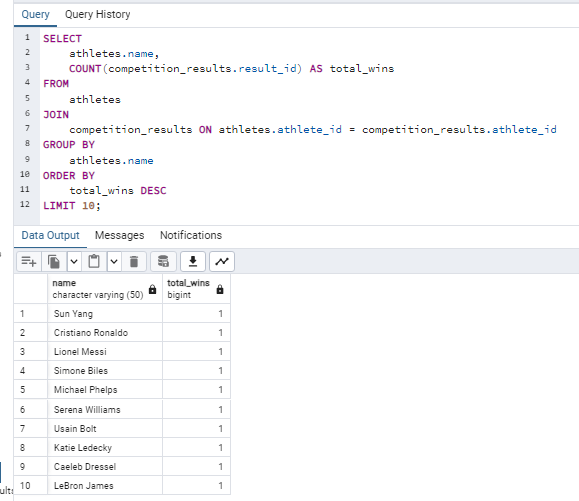 Query Query History
1 SELECT
2 athletes.name,
3 COUNT(competition_results.result_id) AS total_wins
4 FROM
5 athletes
6 JOIN
7 competition_results ON athletes.athlete_id = competition_results.athlete_id
8 GROUP BY
9 athletes.name
10 ORDER BY
11 total_wins DESC
12 LIMIT 10;
Data Output Messages Notifications
name total_wins
character varying (50) bigint
1 Sun Yang 1
2 Cristiano Ronaldo 1
3 Lionel Messi 1
4 Simone Biles 1
5 Michael Phelps 1
6 Serena Williams 1
7 Usain Bolt 1
8 Katie Ledecky 1
9 Caeleb Dressel 1
10 LeBron James 1